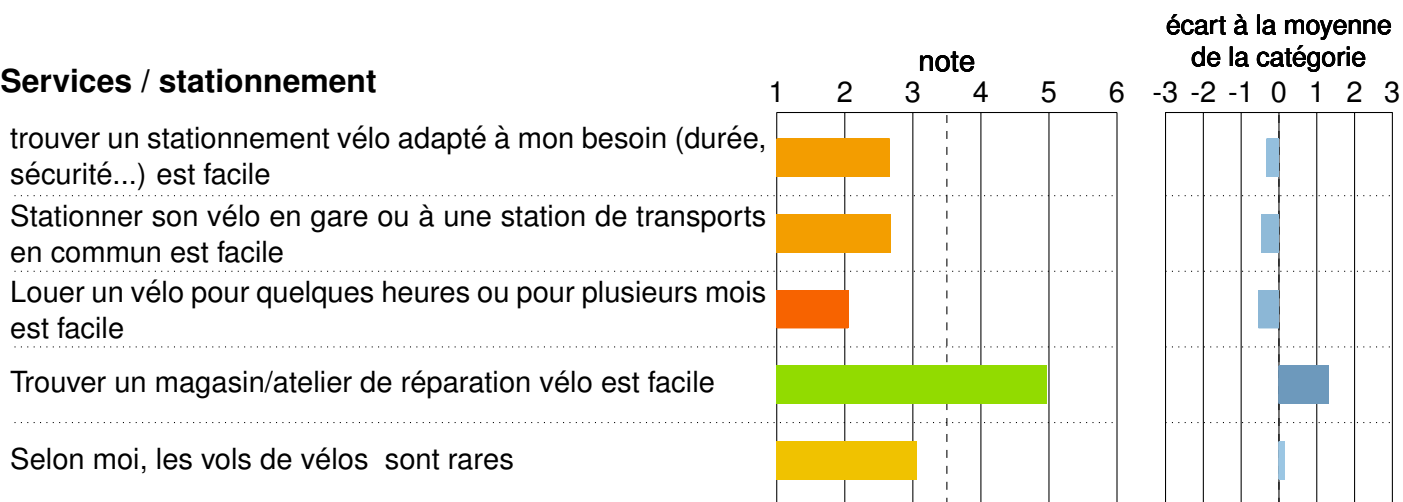 écart à la moyenne
note de la catégorie
Services / stationnement
1 2 3 4 5 6 -3 -2 -1 0 1 2 3
trouver un stationnement vélo adapté à mon besoin (durée,
sécurité...) est facile
Stationner son vélo en gare ou à une station de transports
en commun est facile
Louer un vélo pour quelques heures ou pour plusieurs mois
est facile
Trouver un magasin/atelier de réparation vélo est facile
Selon moi, les vols de vélos sont rares